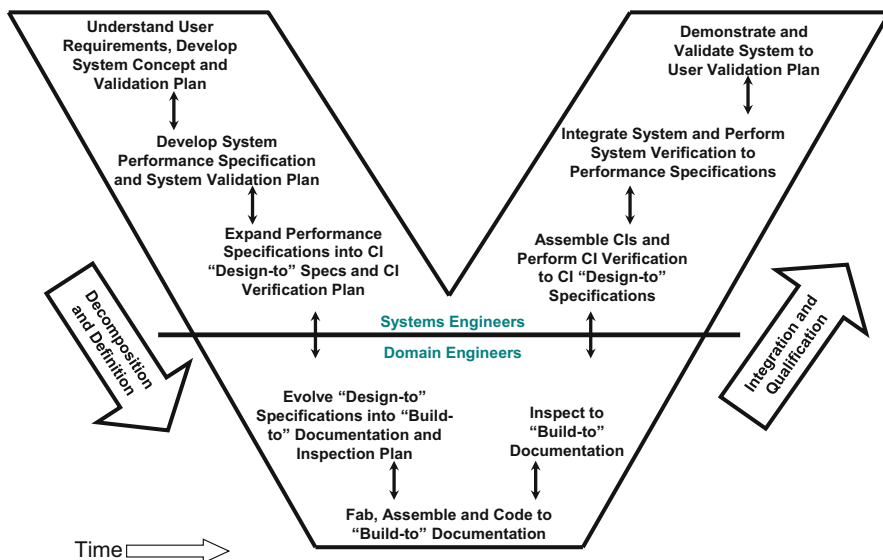 Understand User
Requirements, Develop
System Concept and
Validation Plan
Demonstrate and
Validate System to
User Validation Plan
Develop System
Performance Specification
and System Validation Plan
Integrate System and Perform
System Verification to
Performance Specifications
Expand Performance
Specifications into CI
“Design-to” Specs and CI
Verification Plan
Assemble CIs and
Perform CI Verification
to CI “Design-to”
Specifications
Decomposition
and Definition
Systems Engineers
Domain Engineers
Integration and
Qualification
Evolve “Design-to”
Specifications into “Build-
to” Documentation and
Inspection Plan
Inspect to
“Build-to”
Documentation
Fab, Assemble and Code to
“Build-to” Documentation
Time